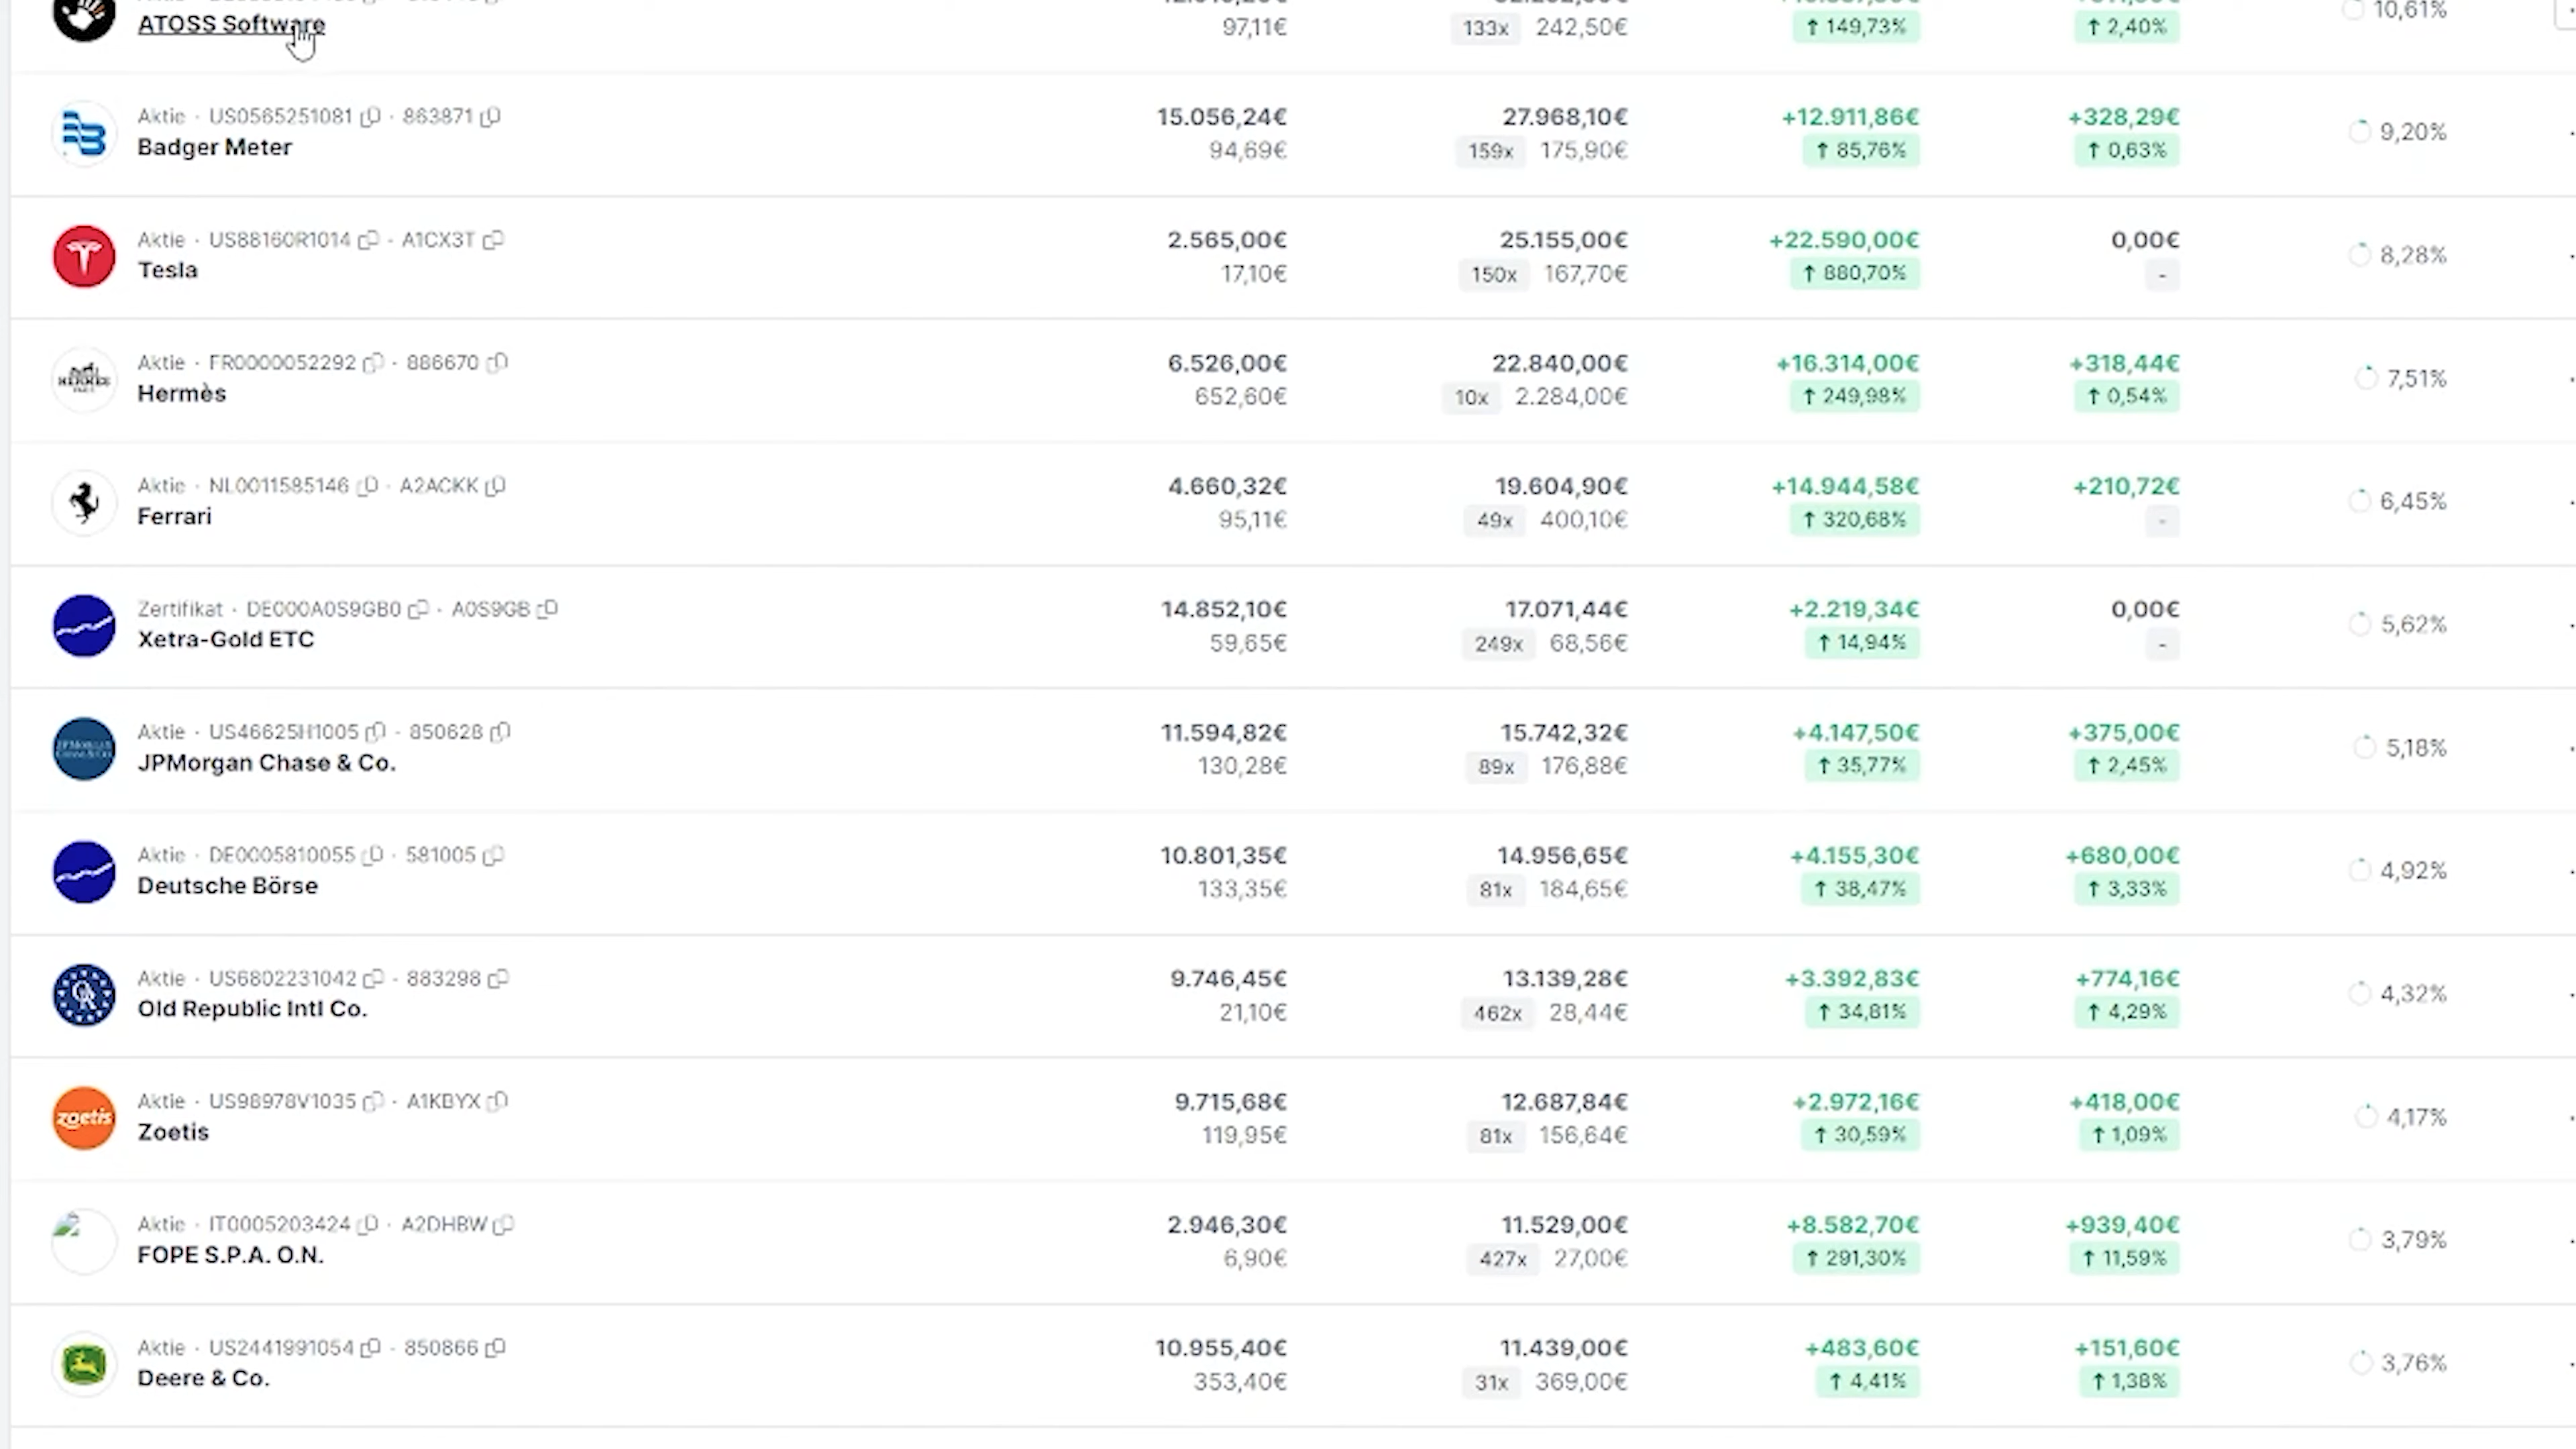 ATOSS Software
97,11€
133x 242,50€
↑ 149,73%
↑ 2,40%
10,61%
Aktie · US0565251081 · 863871
Badger Meter
15.056,24€
94,69€
27.968,10€
159x 175,90€
+12.911,86€
↑ 85,76%
+328,29€
↑ 0,63%
9,20%
Aktie · US88160R1014 · A1CX3T
Tesla
2.565,00€
17,10€
25.155,00€
150x 167,70€
+22.590,00€
↑ 880,70%
0,00€
-
8,28%
Aktie · FR0000052292 · 886670
Hermès
6.526,00€
652,60€
22.840,00€
10x 2.284,00€
+16.314,00€
↑ 249,98%
+318,44€
↑ 0,54%
7,51%
Aktie · NL0011585146 · A2ACKK
Ferrari
4.660,32€
95,11€
19.604,90€
49x 400,10€
+14.944,58€
↑ 320,68%
+210,72€
-
6,45%
Zertifikat · DE000A0S9GB0 · A0S9GB
Xetra-Gold ETC
14.852,10€
59,65€
17.071,44€
249x 68,56€
+2.219,34€
↑ 14,94%
0,00€
-
5,62%
Aktie · US46625H1005 · 850628
JPMorgan Chase & Co.
11.594,82€
130,28€
15.742,32€
89x 176,88€
+4.147,50€
↑ 35,77%
+375,00€
↑ 2,45%
5,18%
Aktie · DE0005810055 · 581005
Deutsche Börse
10.801,35€
133,35€
14.956,65€
81x 184,65€
+4.155,30€
↑ 38,47%
+680,00€
↑ 3,33%
4,92%
Aktie · US6802231042 · 883298
Old Republic Intl Co.
9.746,45€
21,10€
13.139,28€
462x 28,44€
+3.392,83€
↑ 34,81%
+774,16€
↑ 4,29%
4,32%
zoetis
Aktie · US98978V1035 · A1KBYX
Zoetis
9.715,68€
119,95€
12.687,84€
81x 156,64€
+2.972,16€
↑ 30,59%
+418,00€
↑ 1,09%
4,17%
Aktie · IT0005203424 · A2DHBW
FOPE S.P.A. O.N.
2.946,30€
6,90€
11.529,00€
427x 27,00€
+8.582,70€
↑ 291,30%
+939,40€
↑ 11,59%
3,79%
Aktie · US2441991054 · 850866
Deere & Co.
10.955,40€
353,40€
11.439,00€
31x 369,00€
+483,60€
↑ 4,41%
+151,60€
↑ 1,38%
3,76%